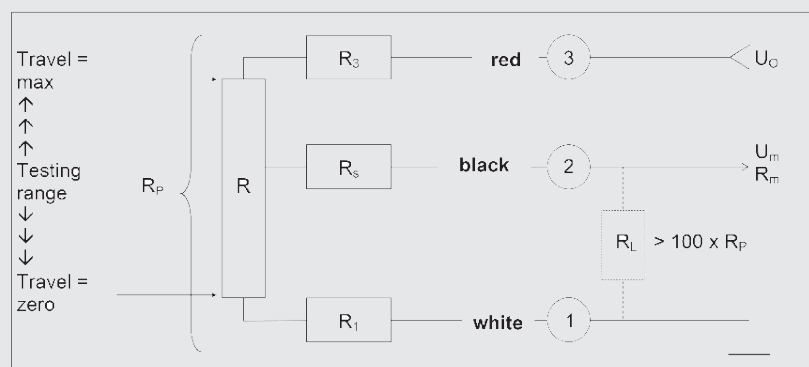 Travel =
max
↑
↑
↑
Testing
range
↓
↓
↓
Travel =
zero
R_P
R
R_3
red
3
U_O
R_s
black
2
U_m
R_m
R_L > 100 x R_P
R_1
white
1